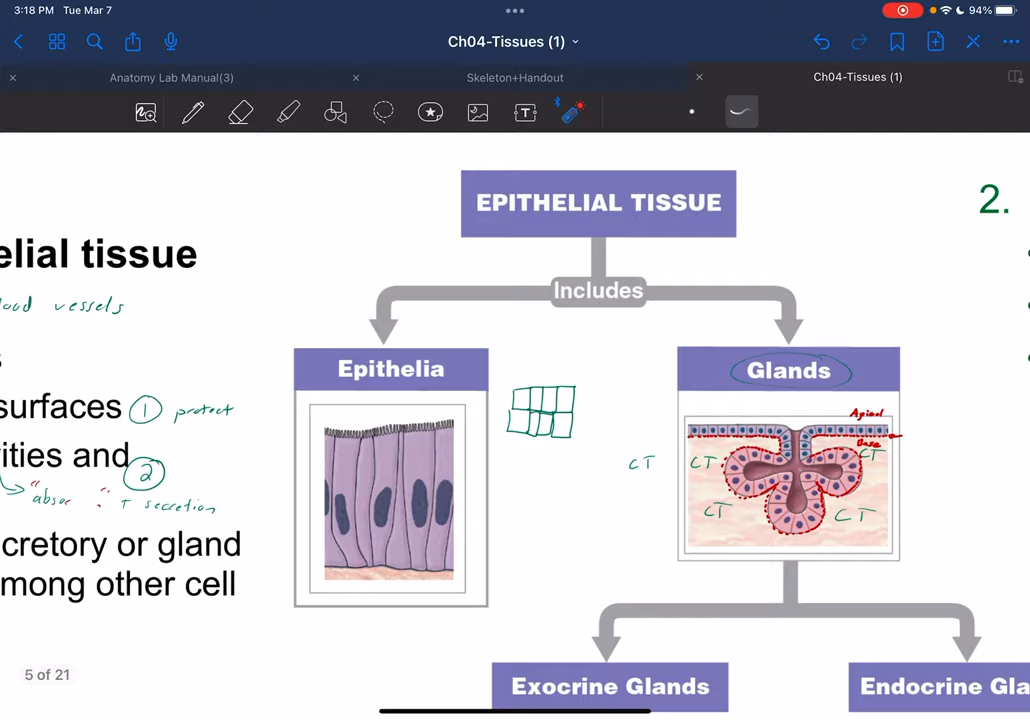 3:18 PM Tue Mar 7
94%
Ch04-Tissues (1)
Anatomy Lab Manual(3)
Skeleton+Handout
Ch04-Tissues (1)
T
EPITHELIAL TISSUE
2.
elial tissue
Includes
ood vessels
s
Epithelia
Glands
surfaces 1 protect
Apical
Base
CT
CT
CT
CT
CT
ities and 2
secretion
cretory or gland
mong other cell
5 of 21
Exocrine Glands
Endocrine Gla